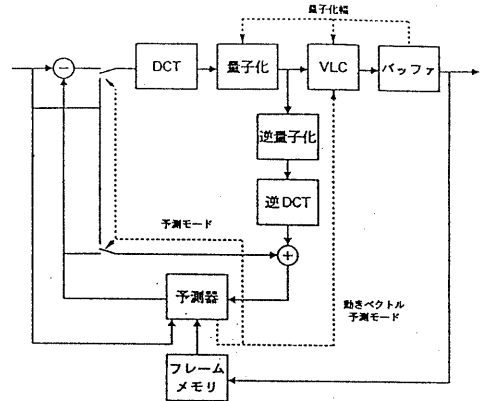 量子化幅
DCT
量子化
VLC
バッファ
逆量子化
逆DCT
予測モード
予測器
動きベクトル
予測モード
フレーム
メモリ